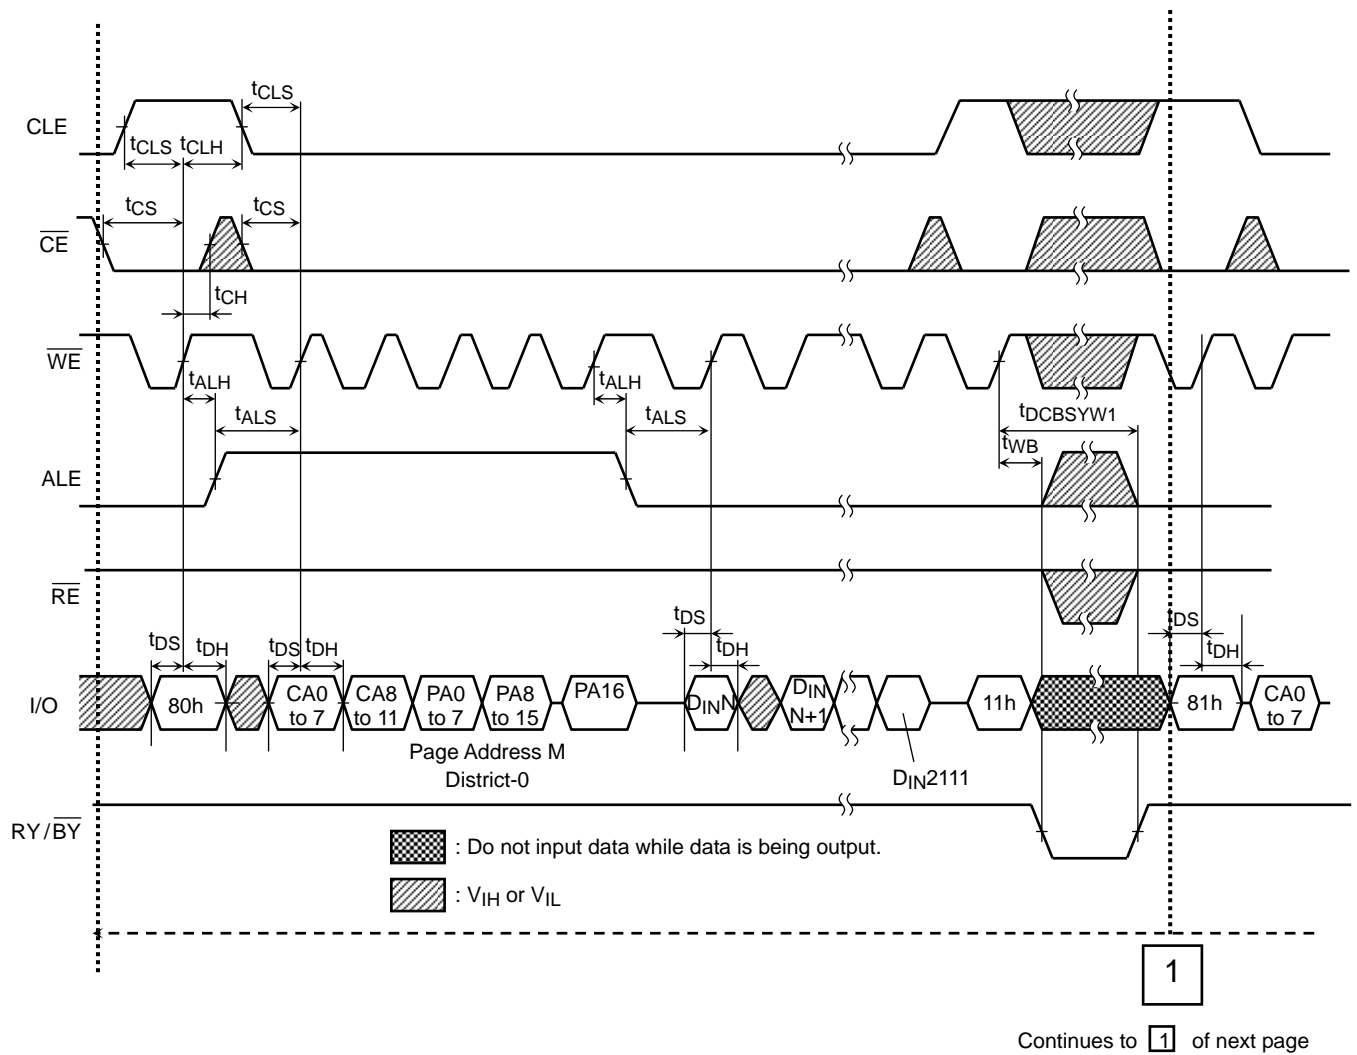 tCLS
CLE
tCLS tCLH
tCS tCS
CE
tCH
WE
tALH tALH
tALS tALS tDCBSYW1
tWB
ALE
RE
tDS tDS
tDS tDH tDS tDH tDH tDH
I/O 80h CA0 to 7 CA8 to 11 PA0 to 7 PA8 to 15 PA16 DINN DIN N+1 11h 81h CA0 to 7
Page Address M
District-0
DIN2111
RY/BY
: Do not input data while data is being output.
: VIH or VIL
1
Continues to 1 of next page